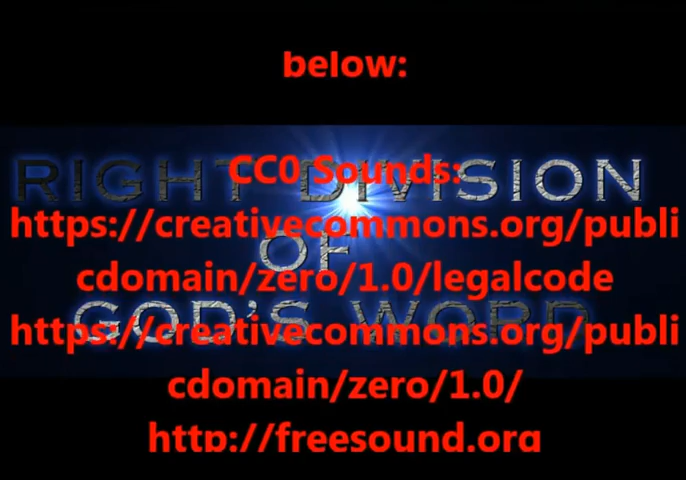 below:
CC0 Sounds:
RIGHT DIVISION
https://creativecommons.org/publi
OF
cdomain/zero/1.0/legalcode
GOD'S WORD
https://creativecommons.org/publi
cdomain/zero/1.0/
http://freesound.org